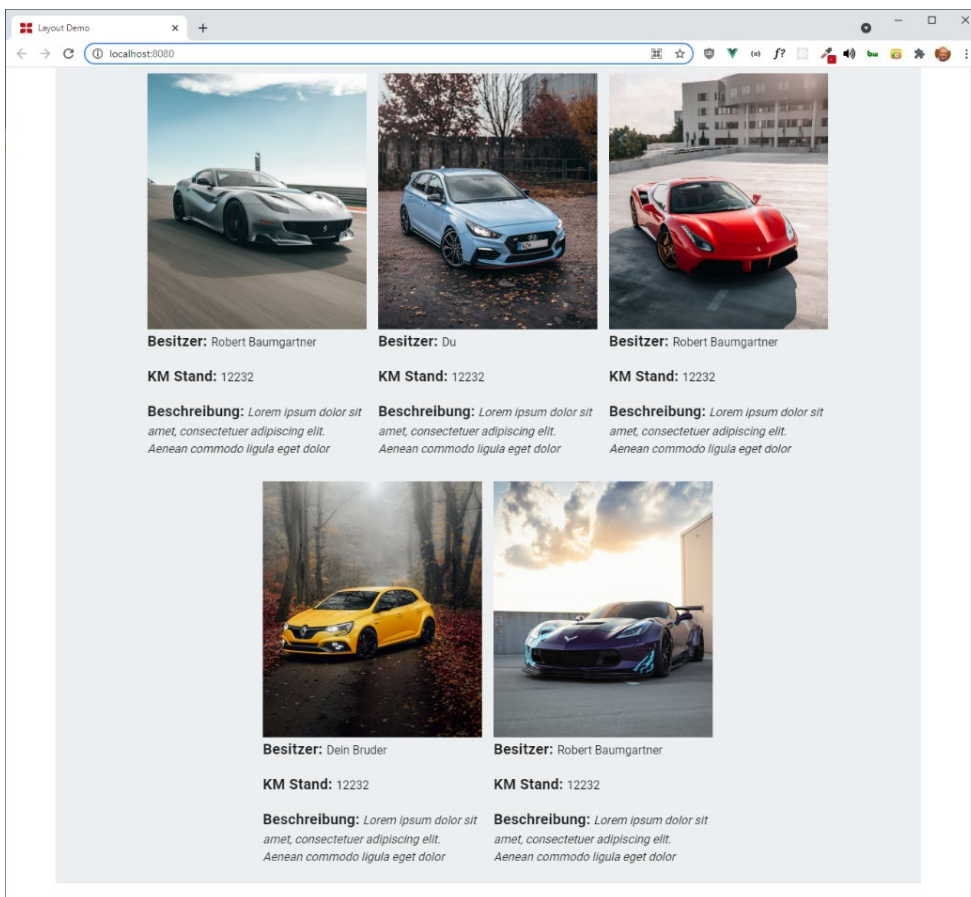 Layout Demo
localhost:8080
Besitzer: Robert Baumgartner
KM Stand: 12232
Beschreibung: Lorem ipsum dolor sit
amet, consectetuer adipiscing elit.
Aenean commodo ligula eget dolor
Besitzer: Du
KM Stand: 12232
Beschreibung: Lorem ipsum dolor sit
amet, consectetuer adipiscing elit.
Aenean commodo ligula eget dolor
Besitzer: Robert Baumgartner
KM Stand: 12232
Beschreibung: Lorem ipsum dolor sit
amet, consectetuer adipiscing elit.
Aenean commodo ligula eget dolor
Besitzer: Dein Bruder
KM Stand: 12232
Beschreibung: Lorem ipsum dolor sit
amet, consectetuer adipiscing elit.
Aenean commodo ligula eget dolor
Besitzer: Robert Baumgartner
KM Stand: 12232
Beschreibung: Lorem ipsum dolor sit
amet, consectetuer adipiscing elit.
Aenean commodo ligula eget dolor